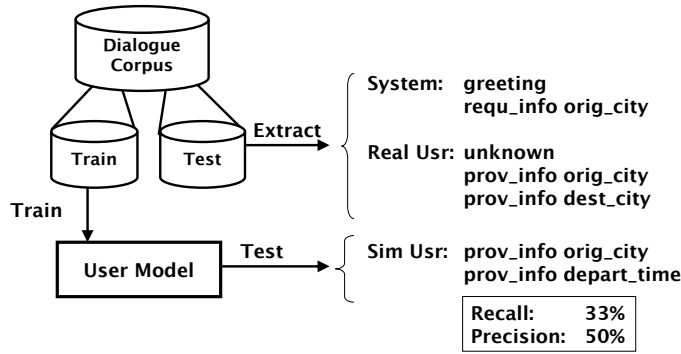 Dialogue
Corpus
Train
Test
Extract
System: greeting
requ_info orig_city
Real Usr: unknown
prov_info orig_city
prov_info dest_city
Train
User Model
Test
Sim Usr: prov_info orig_city
prov_info depart_time
Recall: 33%
Precision: 50%